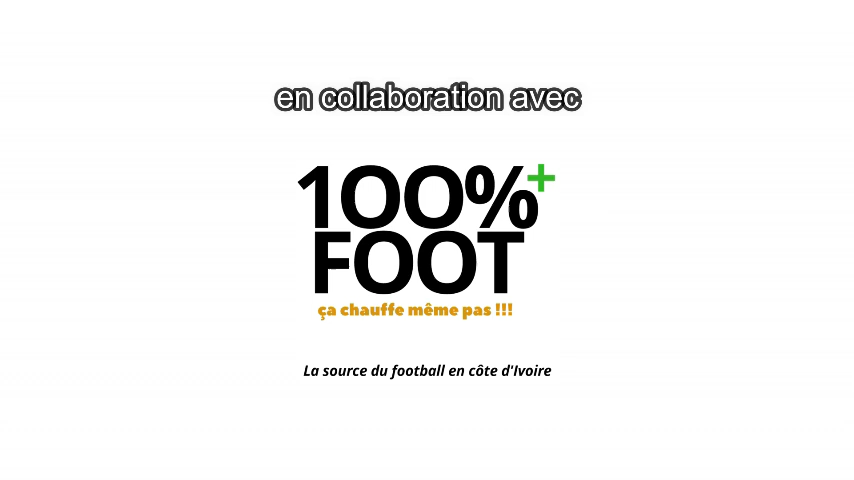 en collaboration avec
100%+
FOOT
ça chauffe même pas !!!
La source du football en côte d'Ivoire